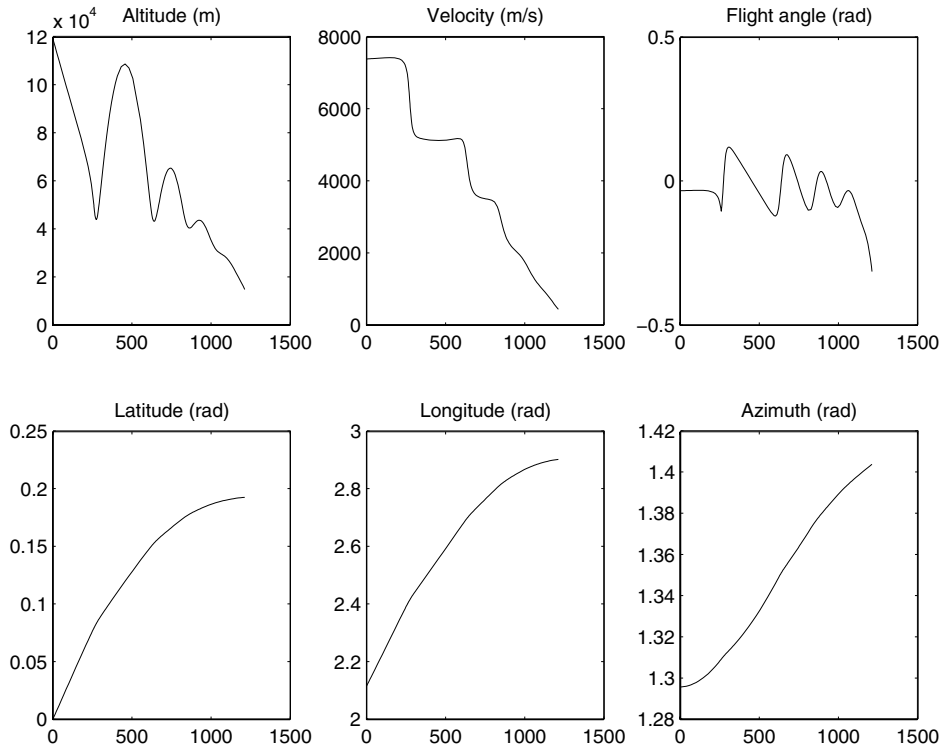 Altitude (m)
x 10⁴
12
10
8
6
4
2
0
0 500 1000 1500
Velocity (m/s)
8000
6000
4000
2000
0
0 500 1000 1500
Flight angle (rad)
0.5
0
−0.5
0 500 1000 1500
Latitude (rad)
0.25
0.2
0.15
0.1
0.05
0
0 500 1000 1500
Longitude (rad)
3
2.8
2.6
2.4
2.2
2
0 500 1000 1500
Azimuth (rad)
1.42
1.4
1.38
1.36
1.34
1.32
1.3
1.28
0 500 1000 1500